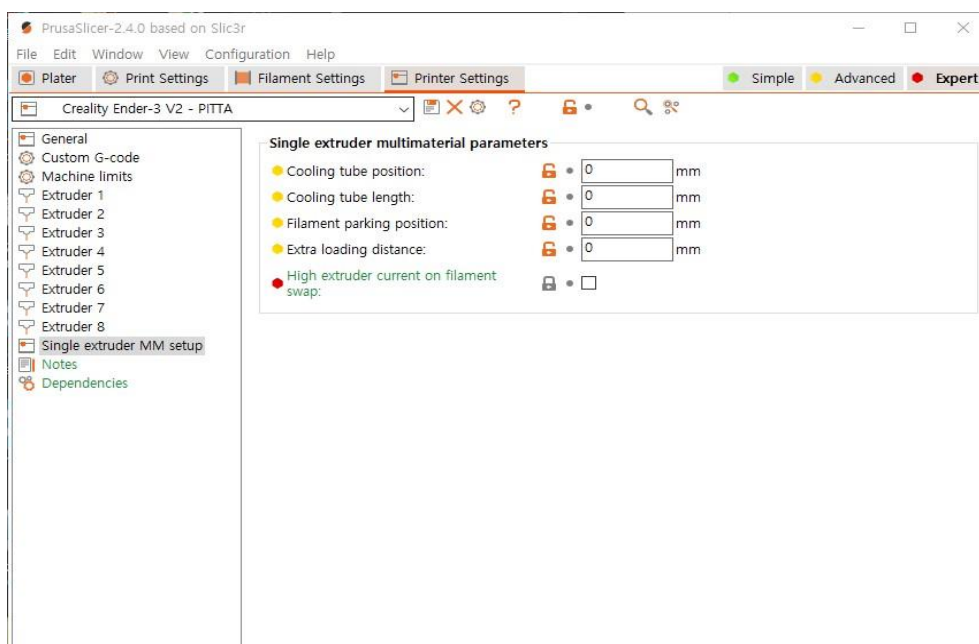 PrusaSlicer-2.4.0 based on Slic3r
File Edit Window View Configuration Help
Plater Print Settings Filament Settings Printer Settings Simple Advanced Expert
Creality Ender-3 V2 - PITTA
General
Custom G-code
Machine limits
Extruder 1
Extruder 2
Extruder 3
Extruder 4
Extruder 5
Extruder 6
Extruder 7
Extruder 8
Single extruder MM setup
Notes
Dependencies
Single extruder multimaterial parameters
Cooling tube position: 0 mm
Cooling tube length: 0 mm
Filament parking position: 0 mm
Extra loading distance: 0 mm
High extruder current on filament
swap: